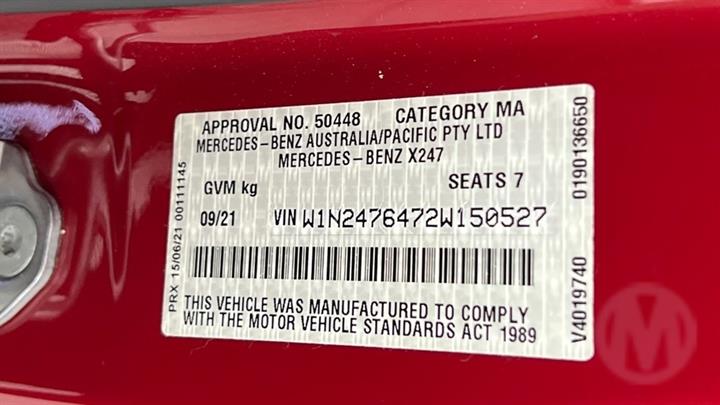 APPROVAL NO. 50448 CATEGORY MA
MERCEDES-BENZ AUSTRALIA/PACIFIC PTY LTD
MERCEDES-BENZ X247
GVM kg SEATS 7
09/21 VIN W1N2476472W150527
THIS VEHICLE WAS MANUFACTURED TO COMPLY
WITH THE MOTOR VEHICLE STANDARDS ACT 1989
PRX 15/06/21 00111145
V4019740 0190136650
M